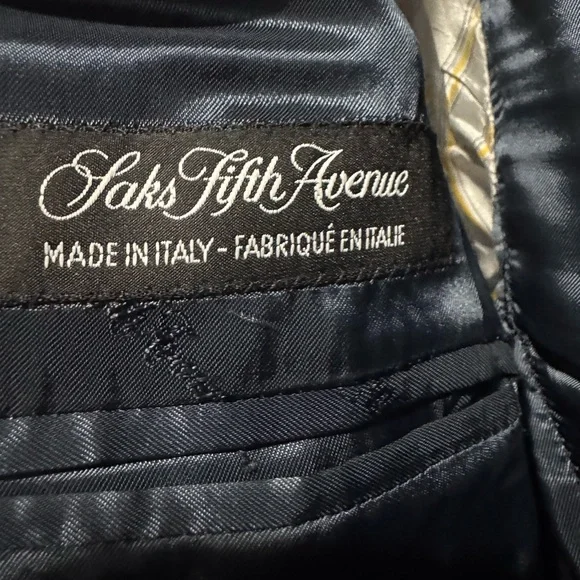 Saks Fifth Avenue
MADE IN ITALY - FABRIQUÉ EN ITALIE